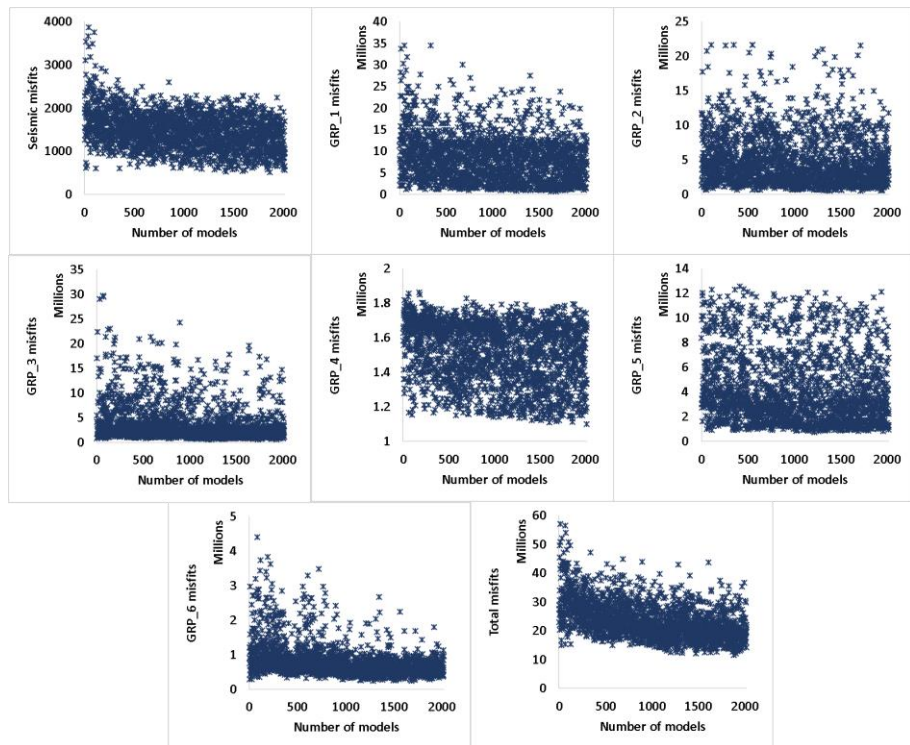 Seismic misfits
4000
3000
2000
1000
0
0 500 1000 1500 2000
Number of models
GRP_1 misfits
Millions
40
35
30
25
20
15
10
5
0
0 500 1000 1500 2000
Number of models
GRP_2 misfits
Millions
25
20
15
10
5
0
0 500 1000 1500 2000
Number of models
GRP_3 misfits
Millions
35
30
25
20
15
10
5
0
0 500 1000 1500 2000
Number of models
GRP_4 misfits
Millions
2
1.8
1.6
1.4
1.2
1
0 500 1000 1500 2000
Number of models
GRP_5 misfits
Millions
14
12
10
8
6
4
2
0
0 500 1000 1500 2000
Number of models
GRP_6 misfits
Millions
5
4
3
2
1
0
0 500 1000 1500 2000
Number of models
Total misfits
Millions
60
50
40
30
20
10
0
0 500 1000 1500 2000
Number of models